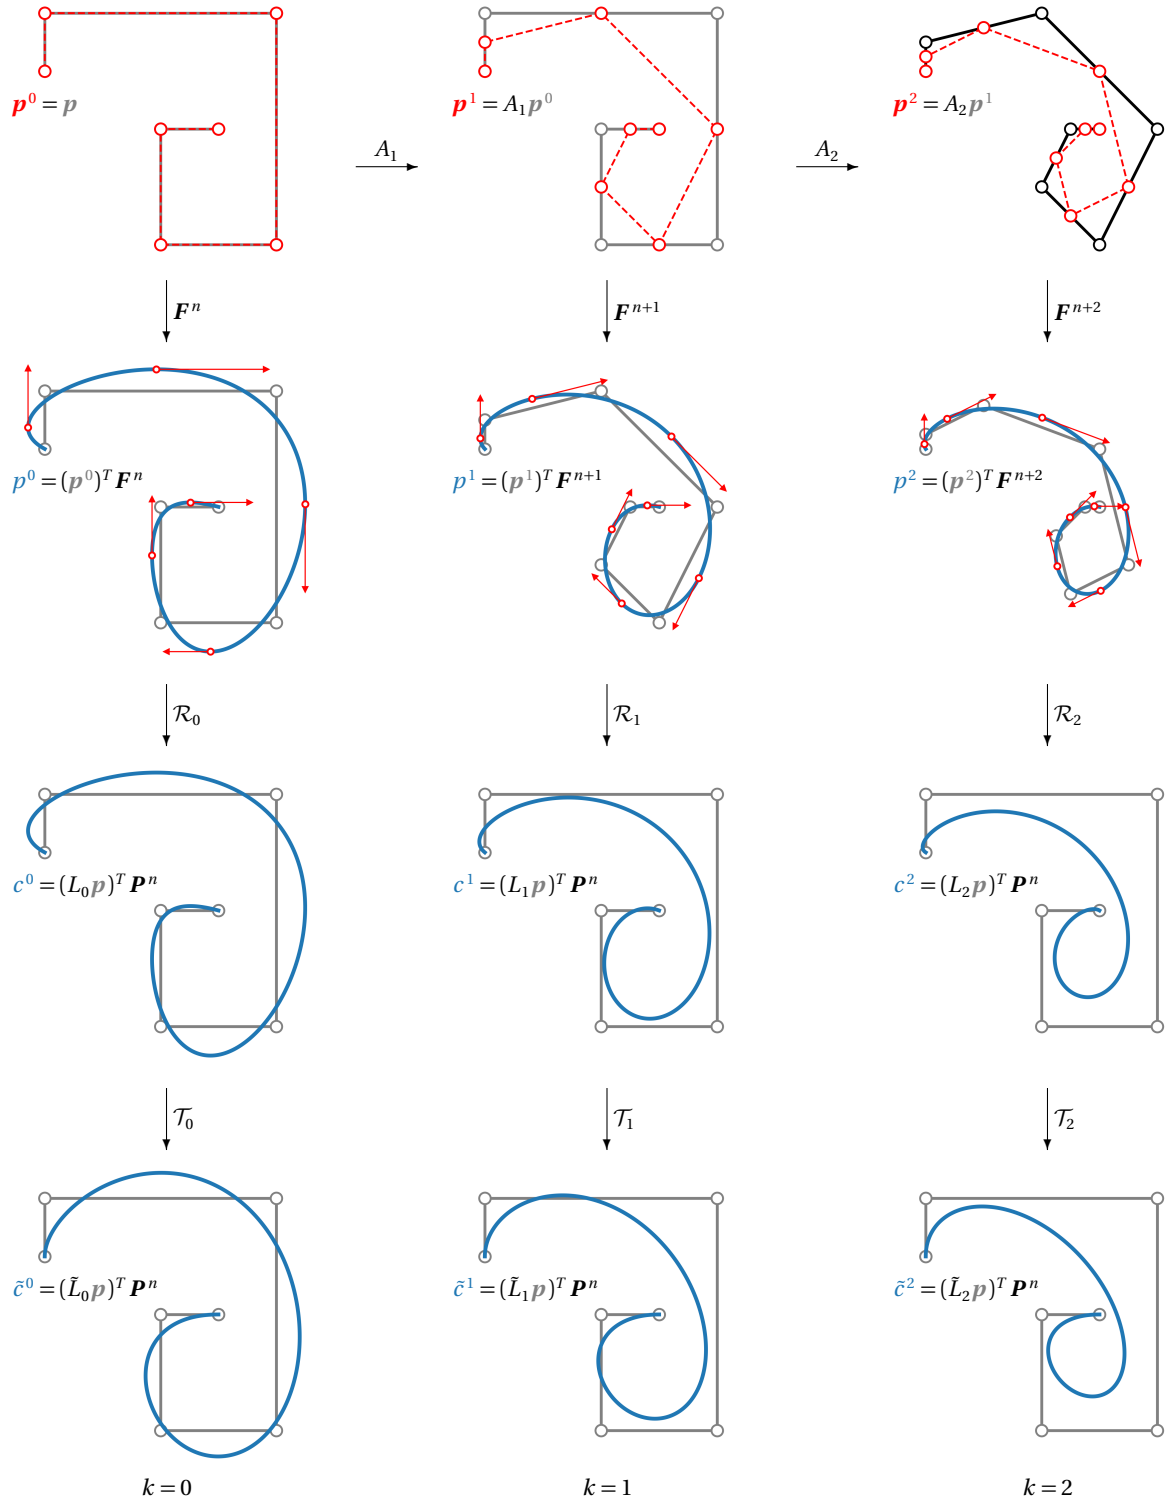 p⁰ = p
p¹ = A₁p⁰
p² = A₂p¹
A₁
A₂
Fⁿ
Fⁿ⁺¹
Fⁿ⁺²
p⁰ = (p⁰)ᵀ Fⁿ
p¹ = (p¹)ᵀ Fⁿ⁺¹
p² = (p²)ᵀ Fⁿ⁺²
ℛ₀
ℛ₁
ℛ₂
c⁰ = (L₀p)ᵀ Pⁿ
c¹ = (L₁p)ᵀ Pⁿ
c² = (L₂p)ᵀ Pⁿ
𝒯₀
𝒯₁
𝒯₂
c̃⁰ = (L̃₀p)ᵀ Pⁿ
c̃¹ = (L̃₁p)ᵀ Pⁿ
c̃² = (L̃₂p)ᵀ Pⁿ
k = 0
k = 1
k = 2